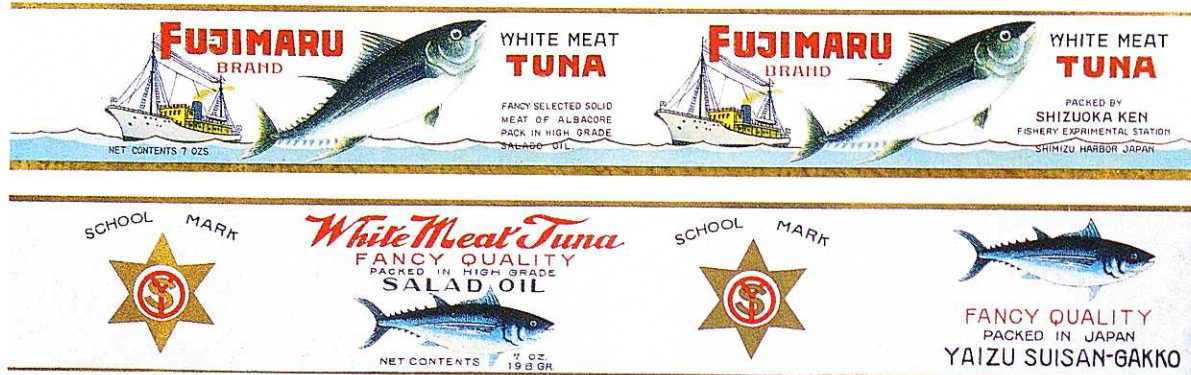 FUJIMARU
BRAND
NET CONTENTS 7 OZS
WHITE MEAT
TUNA
FANCY SELECTED SOLID
MEAT OF ALBACORE
PACK IN HIGH GRADE
SALADO OIL.
FUJIMARU
BRAND
WHITE MEAT
TUNA
PACKED BY
SHIZUOKA KEN
FISHERY EXPRIMENTAL STATION
SHIMIZU HARBOR JAPAN
SCHOOL MARK
YS
White Meat Tuna
FANCY QUALITY
PACKED IN HIGH GRADE
SALAD OIL
NET CONTENTS 7 OZ.
198 GR.
SCHOOL MARK
YS
FANCY QUALITY
PACKED IN JAPAN
YAIZU SUISAN-GAKKO